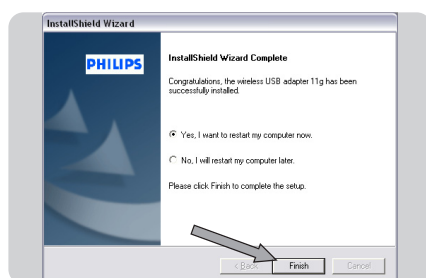 InstallShield Wizard
PHILIPS
InstallShield Wizard Complete
Congratulations, the wireless USB adapter 11g has been
successfully installed.
Yes, I want to restart my computer now.
No, I will restart my computer later.
Please click Finish to complete the setup.
< Back
Finish
Cancel